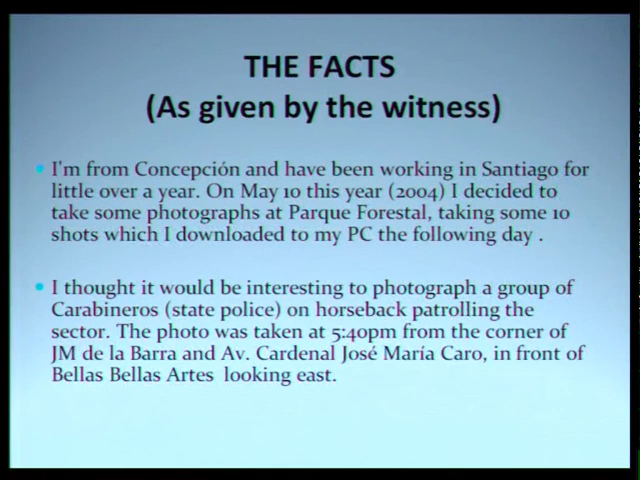 THE FACTS
(As given by the witness)
I'm from Concepción and have been working in Santiago for
little over a year. On May 10 this year (2004) I decided to
take some photographs at Parque Forestal, taking some 10
shots which I downloaded to my PC the following day .
I thought it would be interesting to photograph a group of
Carabineros (state police) on horseback patrolling the
sector. The photo was taken at 5:40pm from the corner of
JM de la Barra and Av. Cardenal José María Caro, in front of
Bellas Bellas Artes looking east.